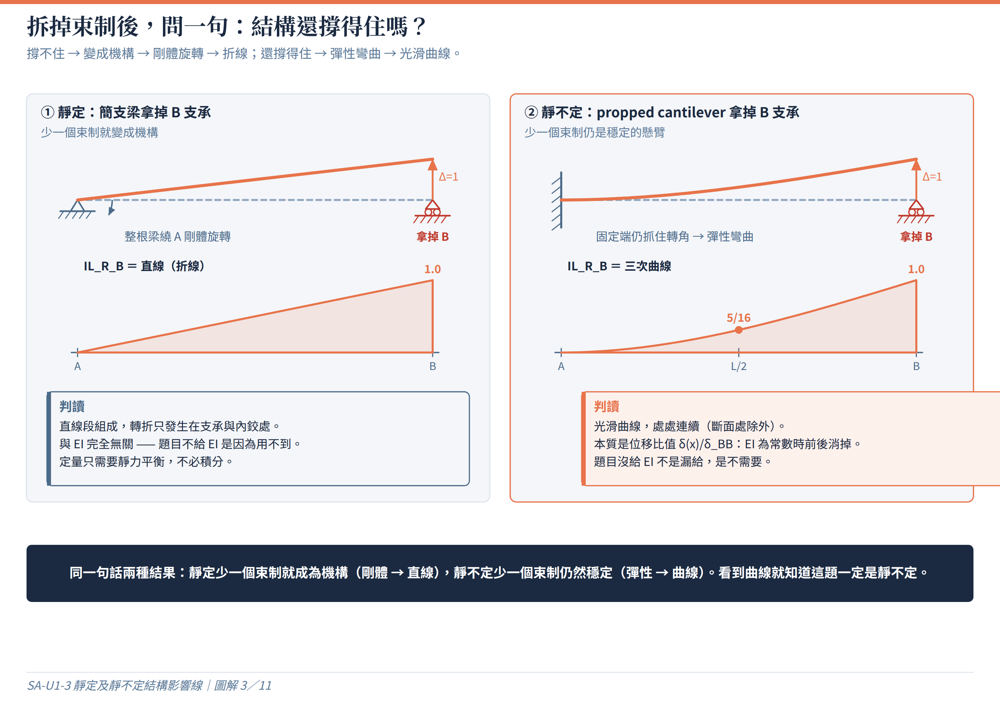 拆掉束制後，問一句：結構還撐得住嗎？
撐不住 → 變成機構 → 剛體旋轉 → 折線；還撐得住 → 彈性彎曲 → 光滑曲線。
① 靜定：簡支梁拿掉 B 支承
少一個束制就變成機構
Δ=1
整根梁繞 A 剛體旋轉
拿掉 B
IL_R_B ＝ 直線（折線）
1.0
A
B
判讀
直線段組成，轉折只發生在支承與內鉸處。
與 EI 完全無關 —— 題目不給 EI 是因為用不到。
定量只需要靜力平衡，不必積分。
② 靜不定：propped cantilever 拿掉 B 支承
少一個束制仍是穩定的懸臂
Δ=1
固定端仍抓住轉角 → 彈性彎曲
拿掉 B
IL_R_B ＝ 三次曲線
1.0
5/16
A
L/2
B
判讀
光滑曲線，處處連續（斷面處除外）。
本質是位移比值 δ(x)/δ_BB：EI 為常數時前後消掉。
題目沒給 EI 不是漏給，是不需要。
同一句話兩種結果：靜定少一個束制就成為機構（剛體 → 直線），靜不定少一個束制仍然穩定（彈性 → 曲線）。看到曲線就知道這題一定是靜不定。
SA-U1-3 靜定及靜不定結構影響線｜圖解 3／11